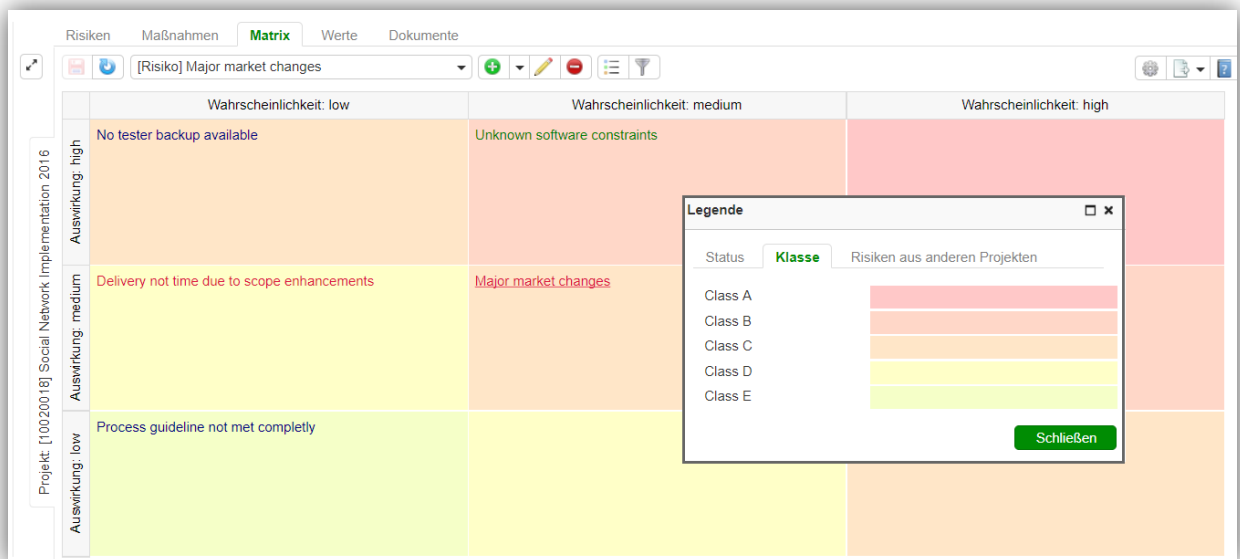 Risiken Maßnahmen Matrix Werte Dokumente
[Risiko] Major market changes
Wahrscheinlichkeit: low Wahrscheinlichkeit: medium Wahrscheinlichkeit: high
Projekt: [10020018] Social Network Implementation 2016
Auswirkung: high
No tester backup available
Unknown software constraints
Auswirkung: medium
Delivery not time due to scope enhancements
Major market changes
Auswirkung: low
Process guideline not met completly
Legende
Status Klasse Risiken aus anderen Projekten
Class A
Class B
Class C
Class D
Class E
Schließen